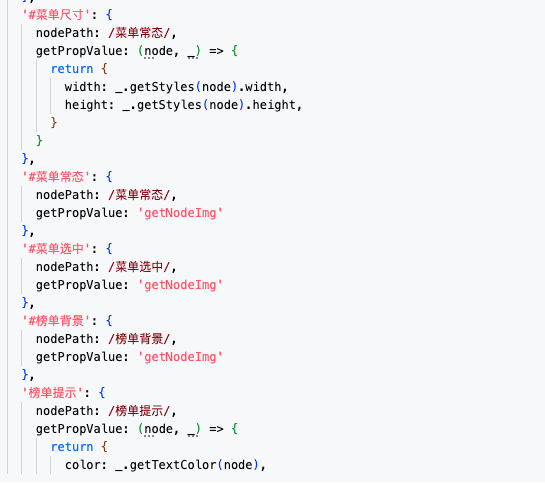 '#菜单尺寸': {
nodePath: /菜单常态/,
getPropValue: (node, _) => {
return {
width: _.getStyles(node).width,
height: _.getStyles(node).height,
}
}
},
'#菜单常态': {
nodePath: /菜单常态/,
getPropValue: 'getNodeImg'
},
'#菜单选中': {
nodePath: /菜单选中/,
getPropValue: 'getNodeImg'
},
'#榜单背景': {
nodePath: /榜单背景/,
getPropValue: 'getNodeImg'
},
'榜单提示': {
nodePath: /榜单提示/,
getPropValue: (node, _) => {
return {
color: _.getTextColor(node),